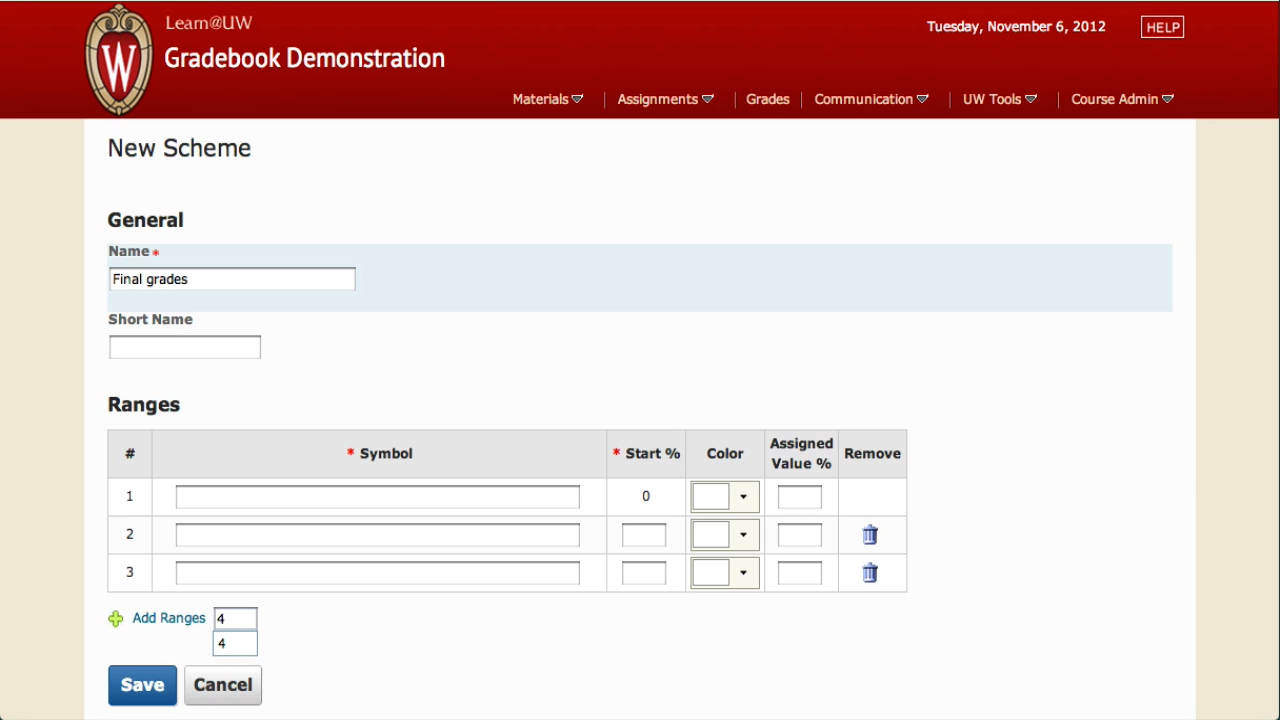 Learn@UW
Gradebook Demonstration
Tuesday, November 6, 2012
HELP
W
Materials
Assignments
Grades
Communication
UW Tools
Course Admin
New Scheme
General
Name *
Final grades
Short Name
Ranges
# * Symbol * Start % Color Assigned Value % Remove
1 0
2
3
Add Ranges 4
4
Save Cancel